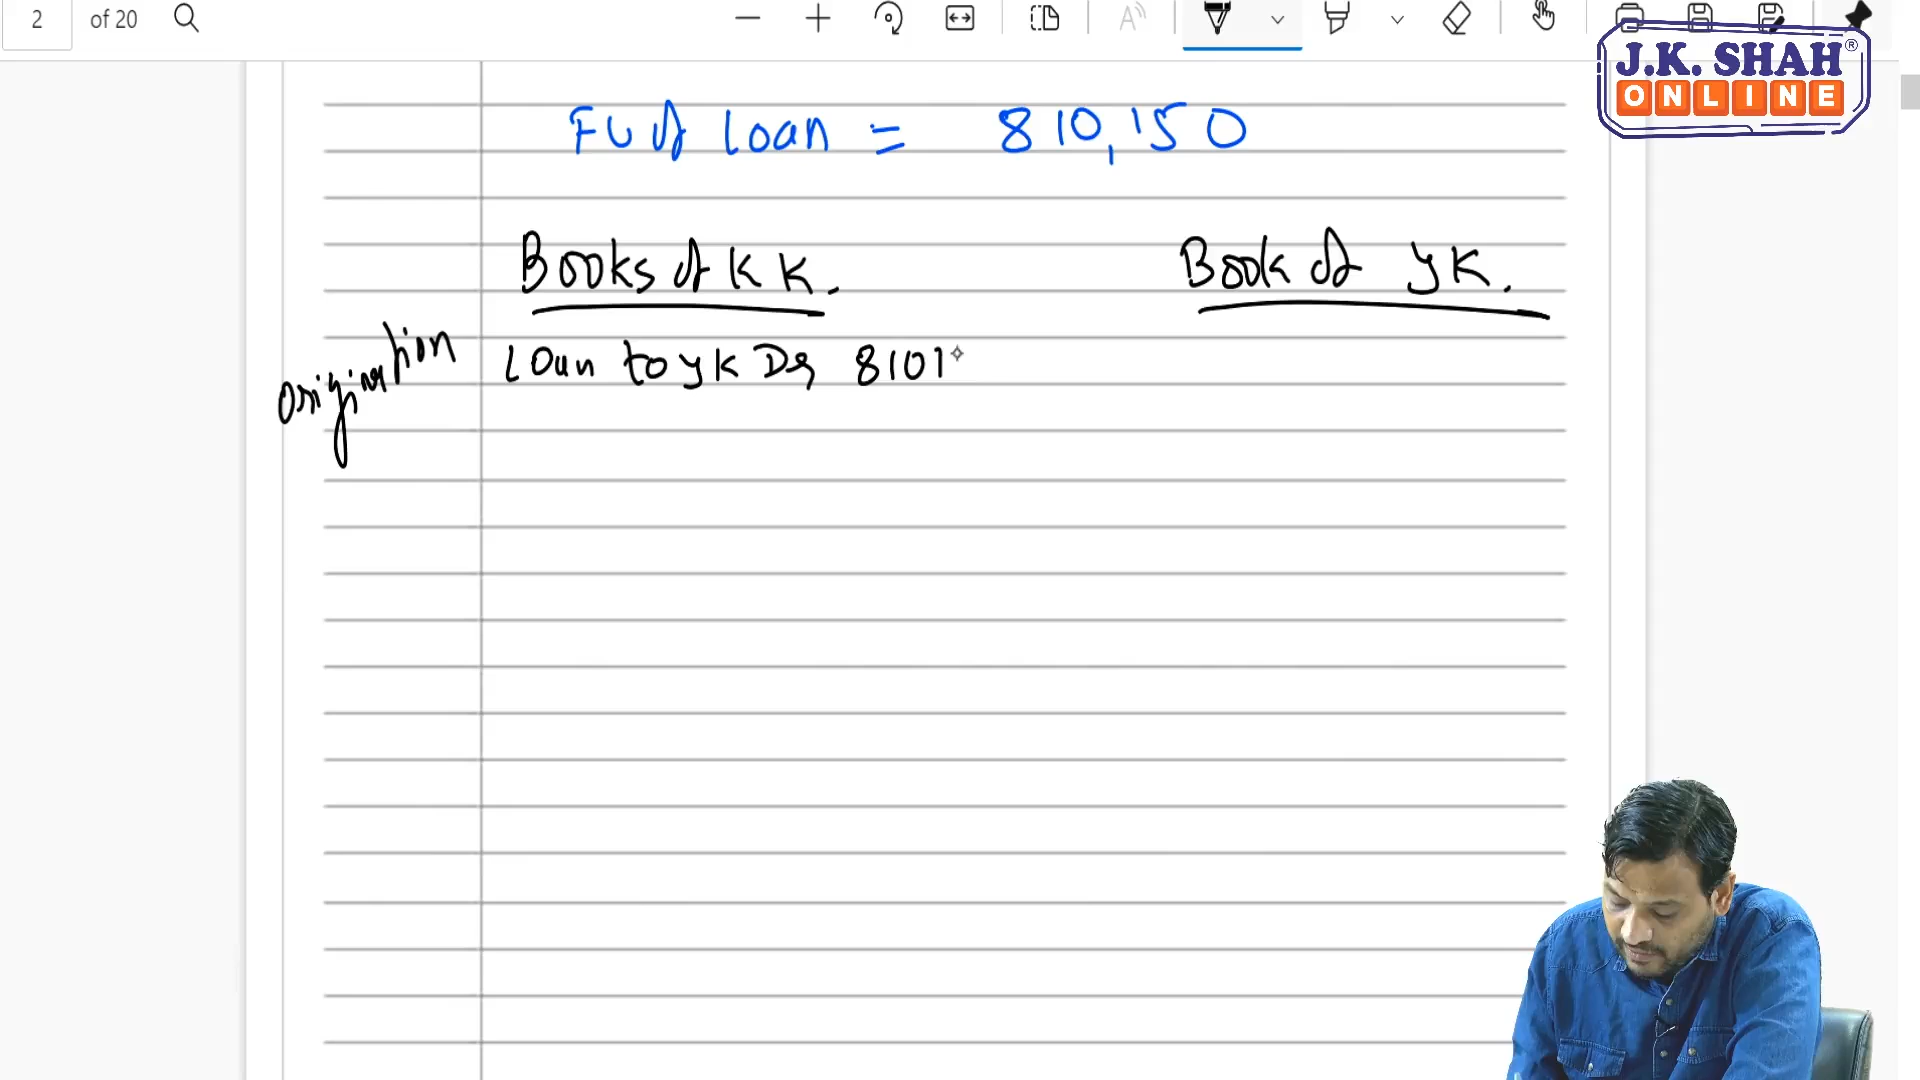 2 of 20
J.K. SHAH®
ONLINE
FV of Loan = 810,150
Books of KK. Book of YK.
Origination Loan to YK Dr 8101